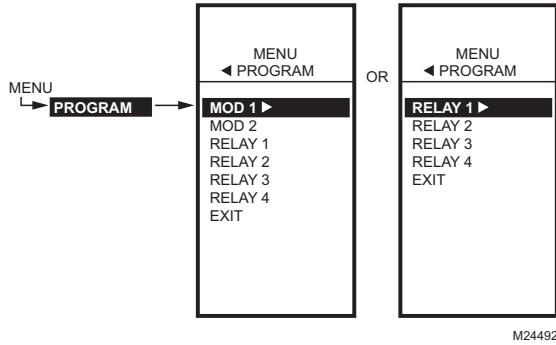 MENU
PROGRAM
MENU
◄ PROGRAM
MOD 1 ►
MOD 2
RELAY 1
RELAY 2
RELAY 3
RELAY 4
EXIT
OR
MENU
◄ PROGRAM
RELAY 1 ►
RELAY 2
RELAY 3
RELAY 4
EXIT
M24492